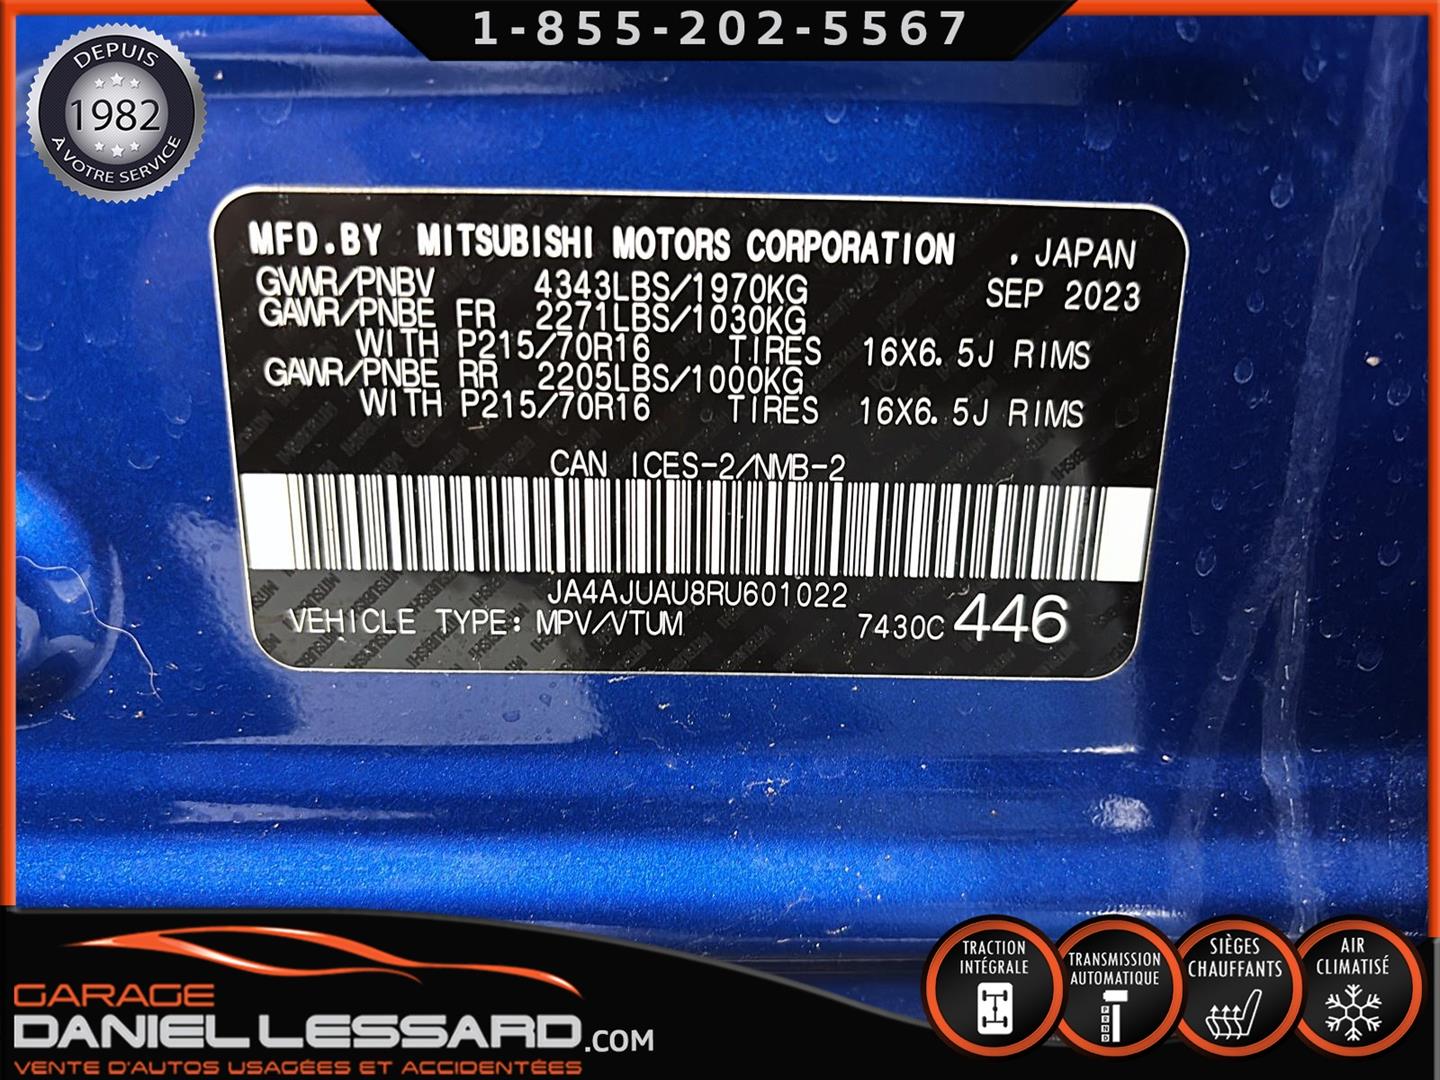 1-855-202-5567
DEPUIS
1982
À VOTRE SERVICE
MFD.BY MITSUBISHI MOTORS CORPORATION , JAPAN
GVWR/PNBV 4343LBS/1970KG SEP 2023
GAWR/PNBE FR 2271LBS/1030KG
WITH P215/70R16 TIRES 16X6.5J RIMS
GAWR/PNBE RR 2205LBS/1000KG
WITH P215/70R16 TIRES 16X6.5J RIMS
CAN ICES-2/NMB-2
JA4AJUAU8RU601022
VEHICLE TYPE: MPV/VTUM 7430C 446
TRACTION
INTÉGRALE
TRANSMISSION
AUTOMATIQUE
P
R
N
D
SIÈGES
CHAUFFANTS
AIR
CLIMATISÉ
GARAGE
DANIEL LESSARD.COM
VENTE D'AUTOS USAGÉES ET ACCIDENTÉES